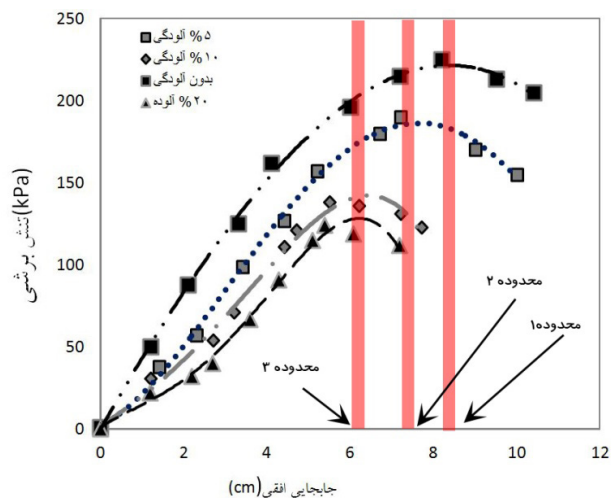 ۵ % آلودگی
۱۰ % آلودگی
بدون آلودگی
۲۰ % آلوده
تنش برشی(kPa)
250
200
150
100
50
0
محدوده ۲
محدوده۱
محدوده ۳
0 2 4 6 8 10 12
جابجایی افقی(cm)